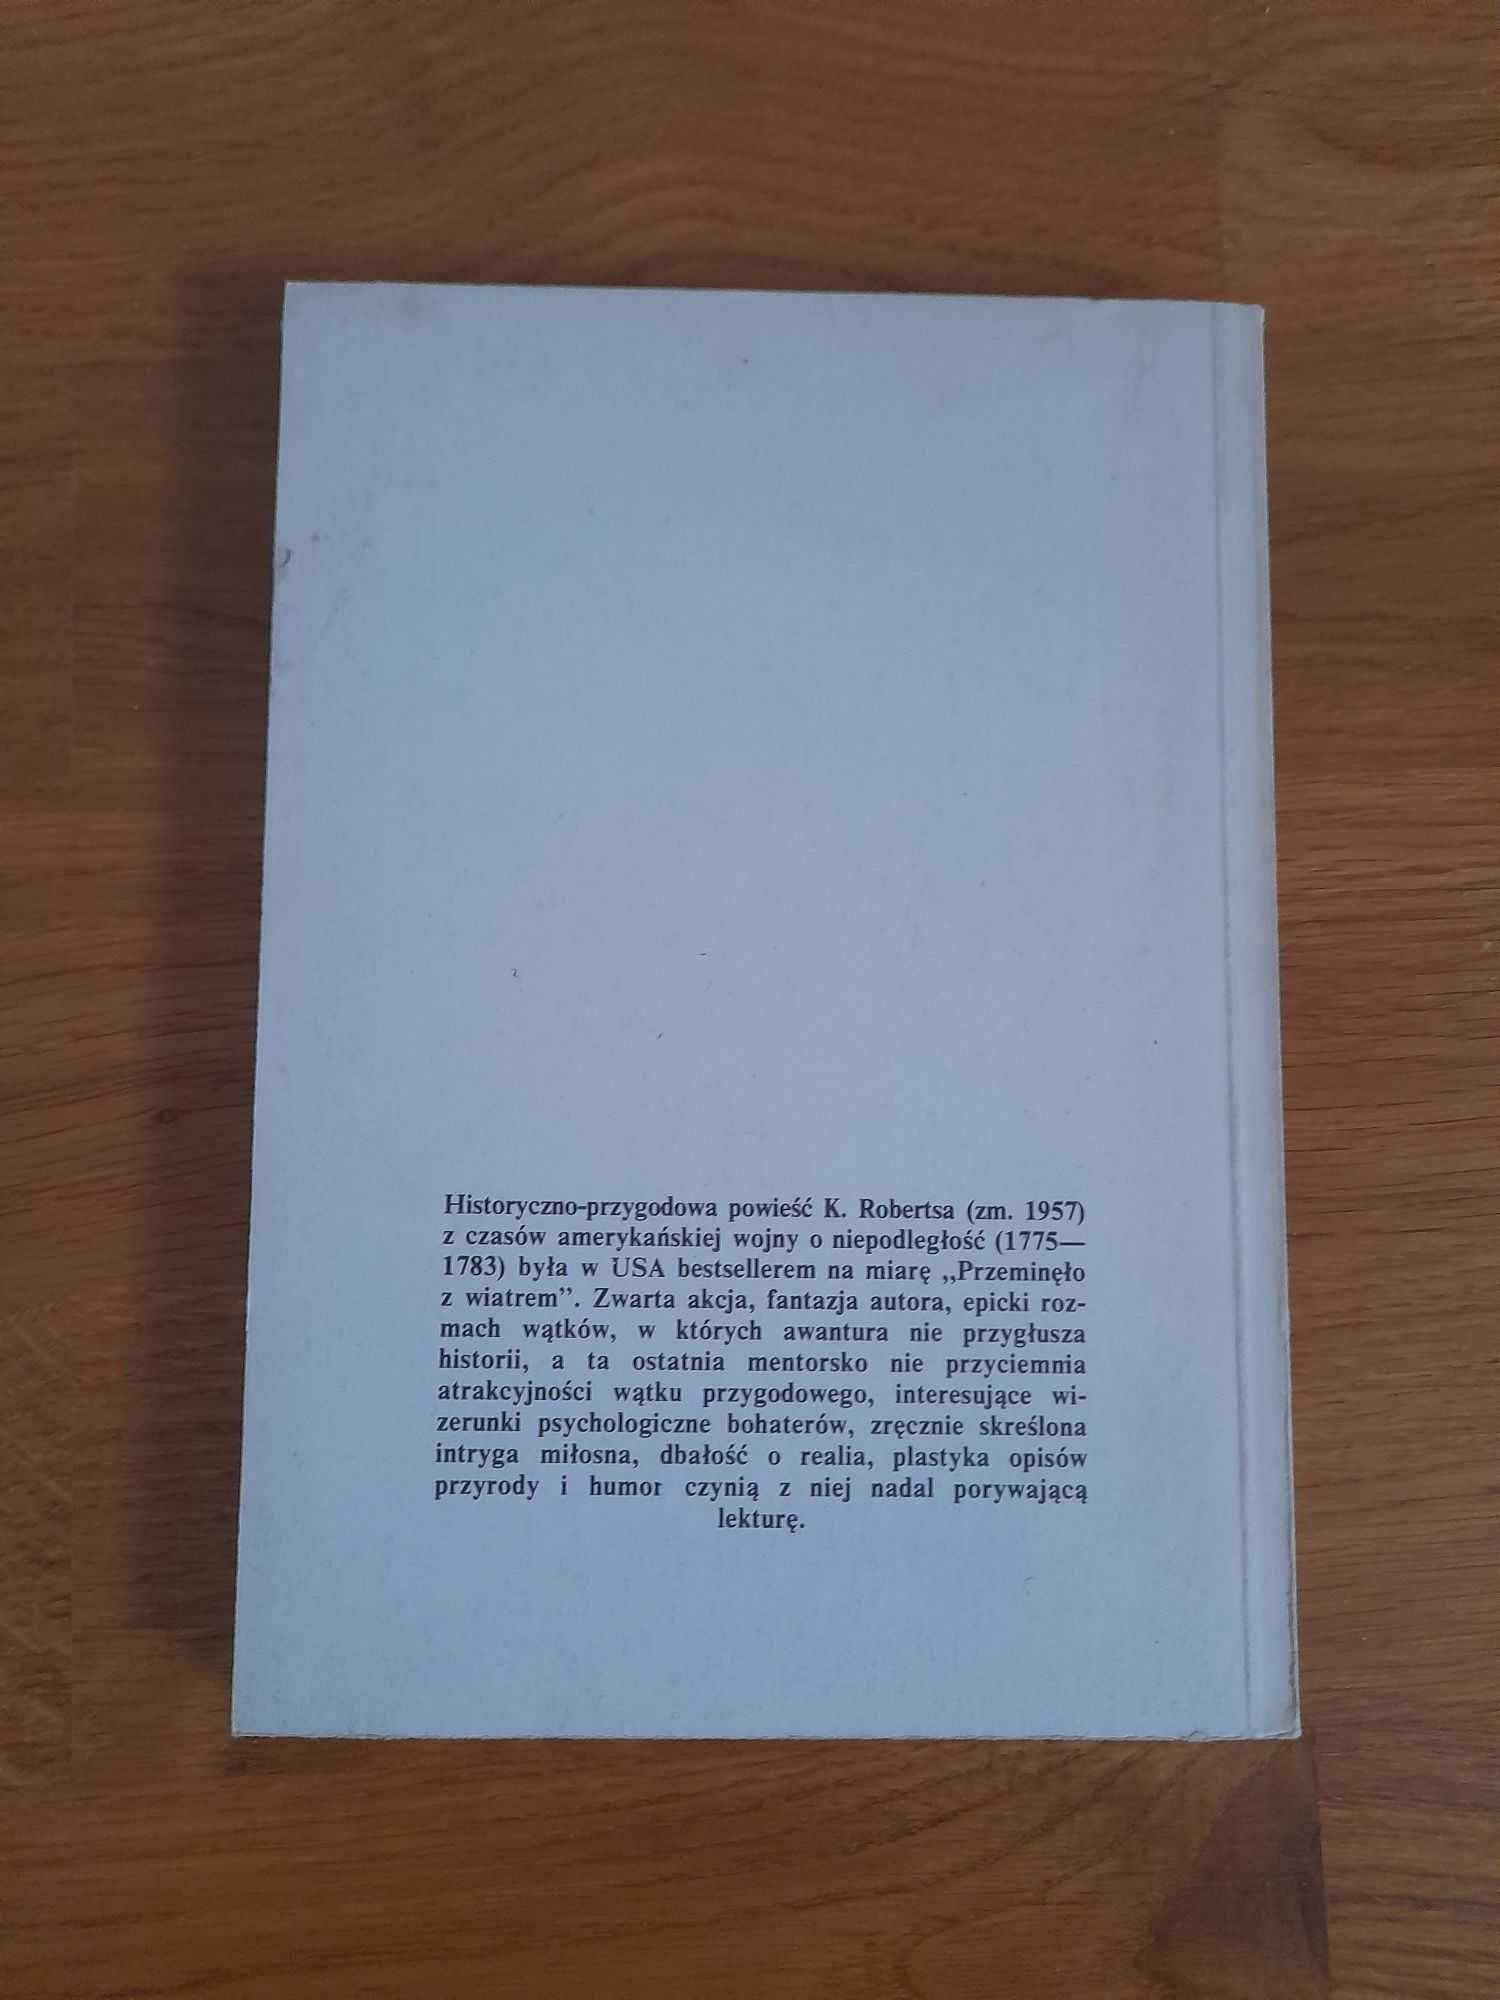 Historyczno-przygodowa powieść K. Robertsa (zm. 1957)
z czasów amerykańskiej wojny o niepodległość (1775—
1783) była w USA bestsellerem na miarę „Przeminęło
z wiatrem”. Zwarta akcja, fantazja autora, epicki roz-
mach wątków, w których awantura nie przygłusza
historii, a ta ostatnia mentorsko nie przyciemnia
atrakcyjności wątku przygodowego, interesujące wi-
zerunki psychologiczne bohaterów, zręcznie skreślona
intryga miłosna, dbałość o realia, plastyka opisów
przyrody i humor czynią z niej nadal porywającą
lekturę.